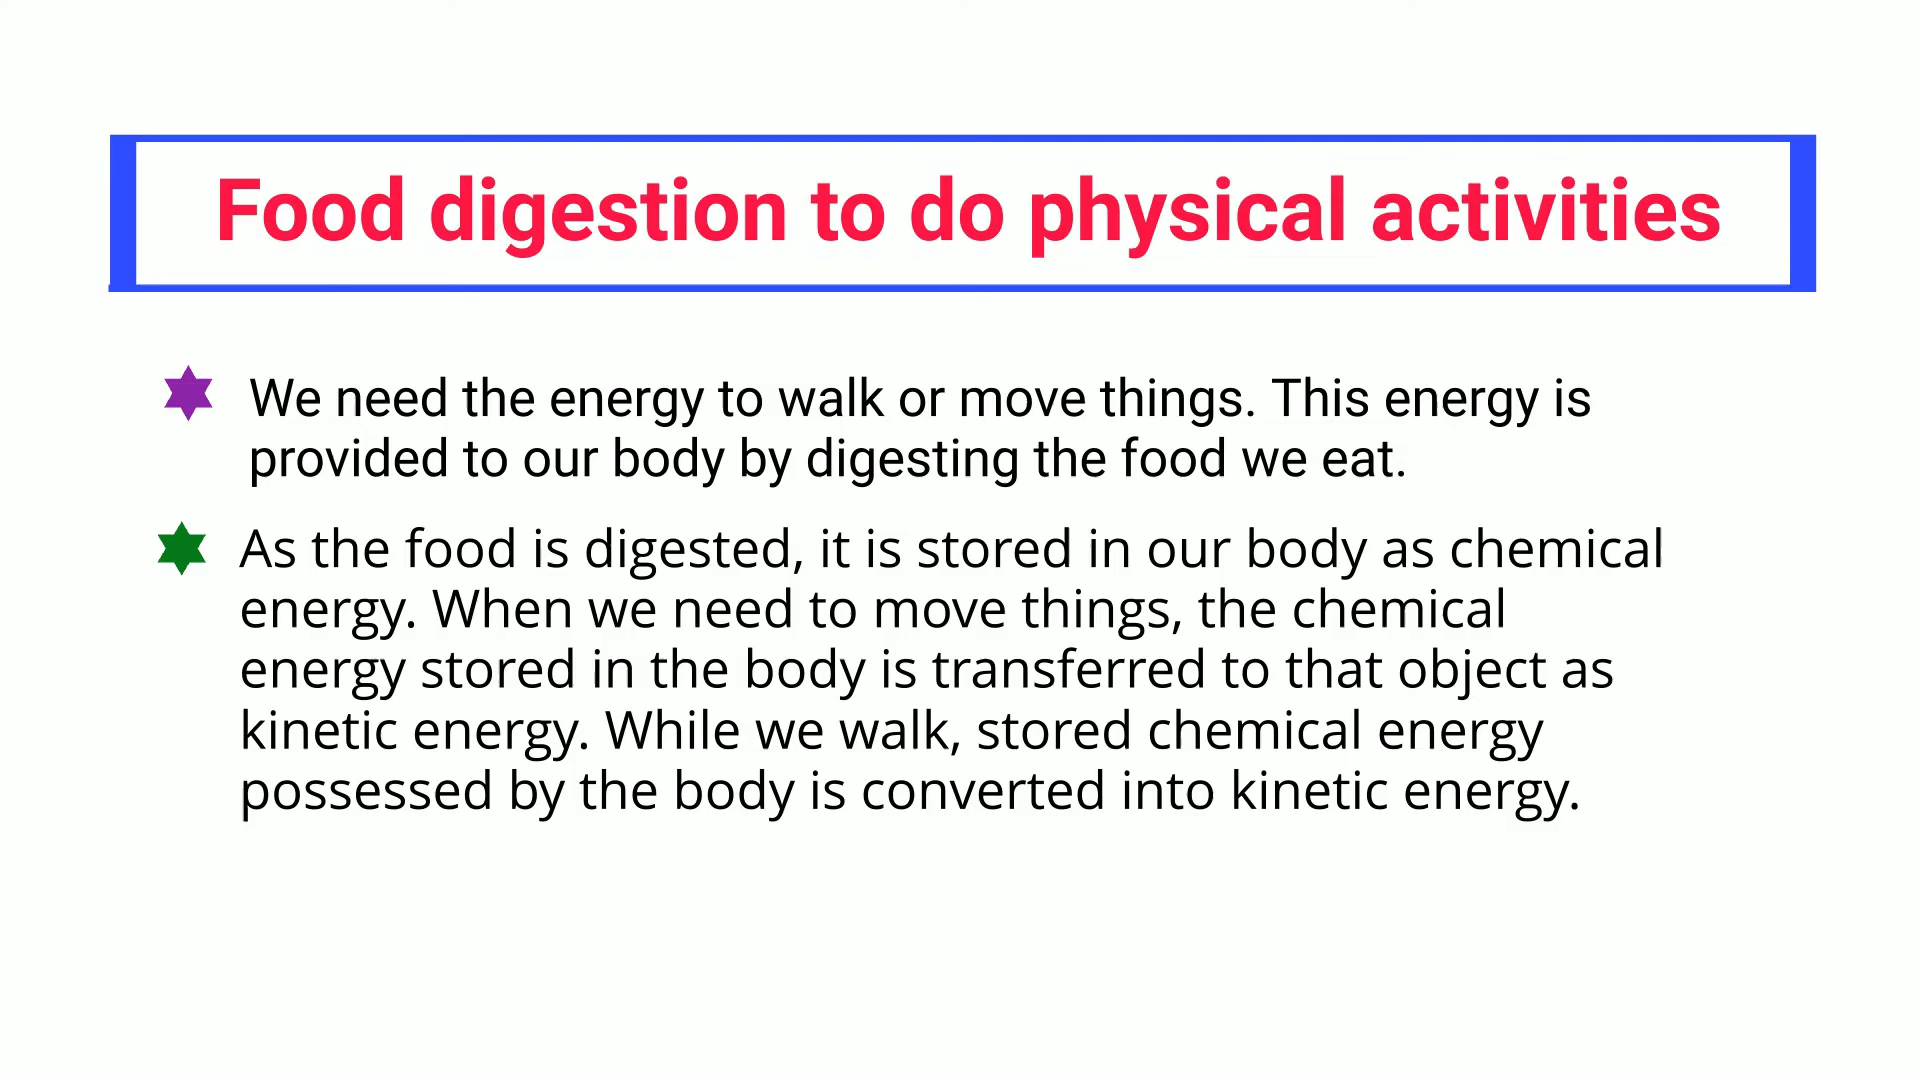 Food digestion to do physical activities
We need the energy to walk or move things. This energy is
provided to our body by digesting the food we eat.
As the food is digested, it is stored in our body as chemical
energy. When we need to move things, the chemical
energy stored in the body is transferred to that object as
kinetic energy. While we walk, stored chemical energy
possessed by the body is converted into kinetic energy.